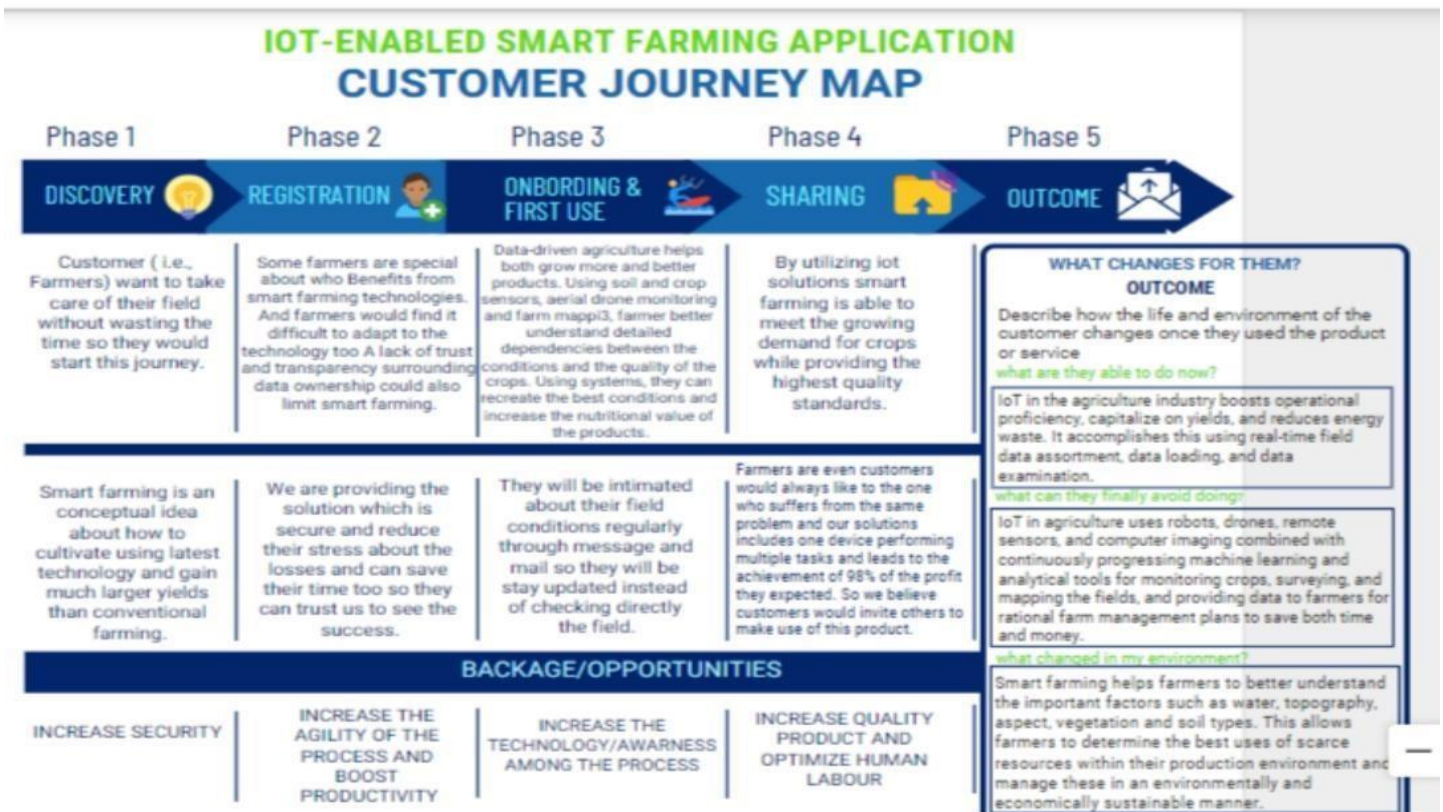 IOT-ENABLED SMART FARMING APPLICATION
CUSTOMER JOURNEY MAP
Phase 1
Phase 2
Phase 3
Phase 4
Phase 5
DISCOVERY
REGISTRATION
ONBORDING &
FIRST USE
SHARING
OUTCOME
Customer ( i.e.,
Farmers) want to take
care of their field
without wasting the
time so they would
start this journey.
Some farmers are special
about who Benefits from
smart farming technologies.
And farmers would find it
difficult to adapt to the
technology too A lack of trust
and transparency surrounding
data ownership could also
limit smart farming.
Data-driven agriculture helps
both grow more and better
products. Using soil and crop
sensors, aerial drone monitoring
and farm mappi3, farmer better
understand detailed
dependencies between the
conditions and the quality of the
crops. Using systems, they can
recreate the best conditions and
increase the nutritional value of
the products.
By utilizing iot
solutions smart
farming is able to
meet the growing
demand for crops
while providing the
highest quality
standards.
Smart farming is an
conceptual idea
about how to
cultivate using latest
technology and gain
much larger yields
than conventional
farming.
We are providing the
solution which is
secure and reduce
their stress about the
losses and can save
their time too so they
can trust us to see the
success.
They will be intimated
about their field
conditions regularly
through message and
mail so they will be
stay updated instead
of checking directly
the field.
Farmers are even customers
would always like to the one
who suffers from the same
problem and our solutions
includes one device performing
multiple tasks and leads to the
achievement of 98% of the profit
they expected. So we believe
customers would invite others to
make use of this product.
BACKAGE/OPPORTUNITIES
INCREASE SECURITY
INCREASE THE
AGILITY OF THE
PROCESS AND
BOOST
PRODUCTIVITY
INCREASE THE
TECHNOLOGY/AWARNESS
AMONG THE PROCESS
INCREASE QUALITY
PRODUCT AND
OPTIMIZE HUMAN
LABOUR
WHAT CHANGES FOR THEM?
OUTCOME
Describe how the life and environment of the
customer changes once they used the product
or service
what are they able to do now?
IoT in the agriculture industry boosts operational
proficiency, capitalize on yields, and reduces energy
waste. It accomplishes this using real-time field
data assortment, data loading, and data
examination.
what can they finally avoid doing?
IoT in agriculture uses robots, drones, remote
sensors, and computer imaging combined with
continuously progressing machine learning and
analytical tools for monitoring crops, surveying, and
mapping the fields, and providing data to farmers for
rational farm management plans to save both time
and money.
what changed in my environment?
Smart farming helps farmers to better understand
the important factors such as water, topography,
aspect, vegetation and soil types. This allows
farmers to determine the best uses of scarce
resources within their production environment and
manage these in an environmentally and
economically sustainable manner.